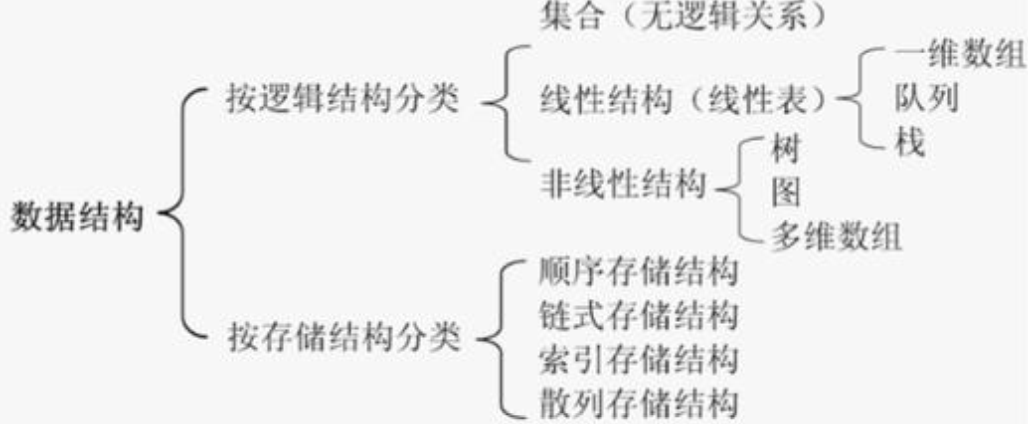 集合（无逻辑关系）
一维数组
按逻辑结构分类
线性结构（线性表）
队列
栈
树
非线性结构
图
数据结构
多维数组
顺序存储结构
链式存储结构
按存储结构分类
索引存储结构
散列存储结构